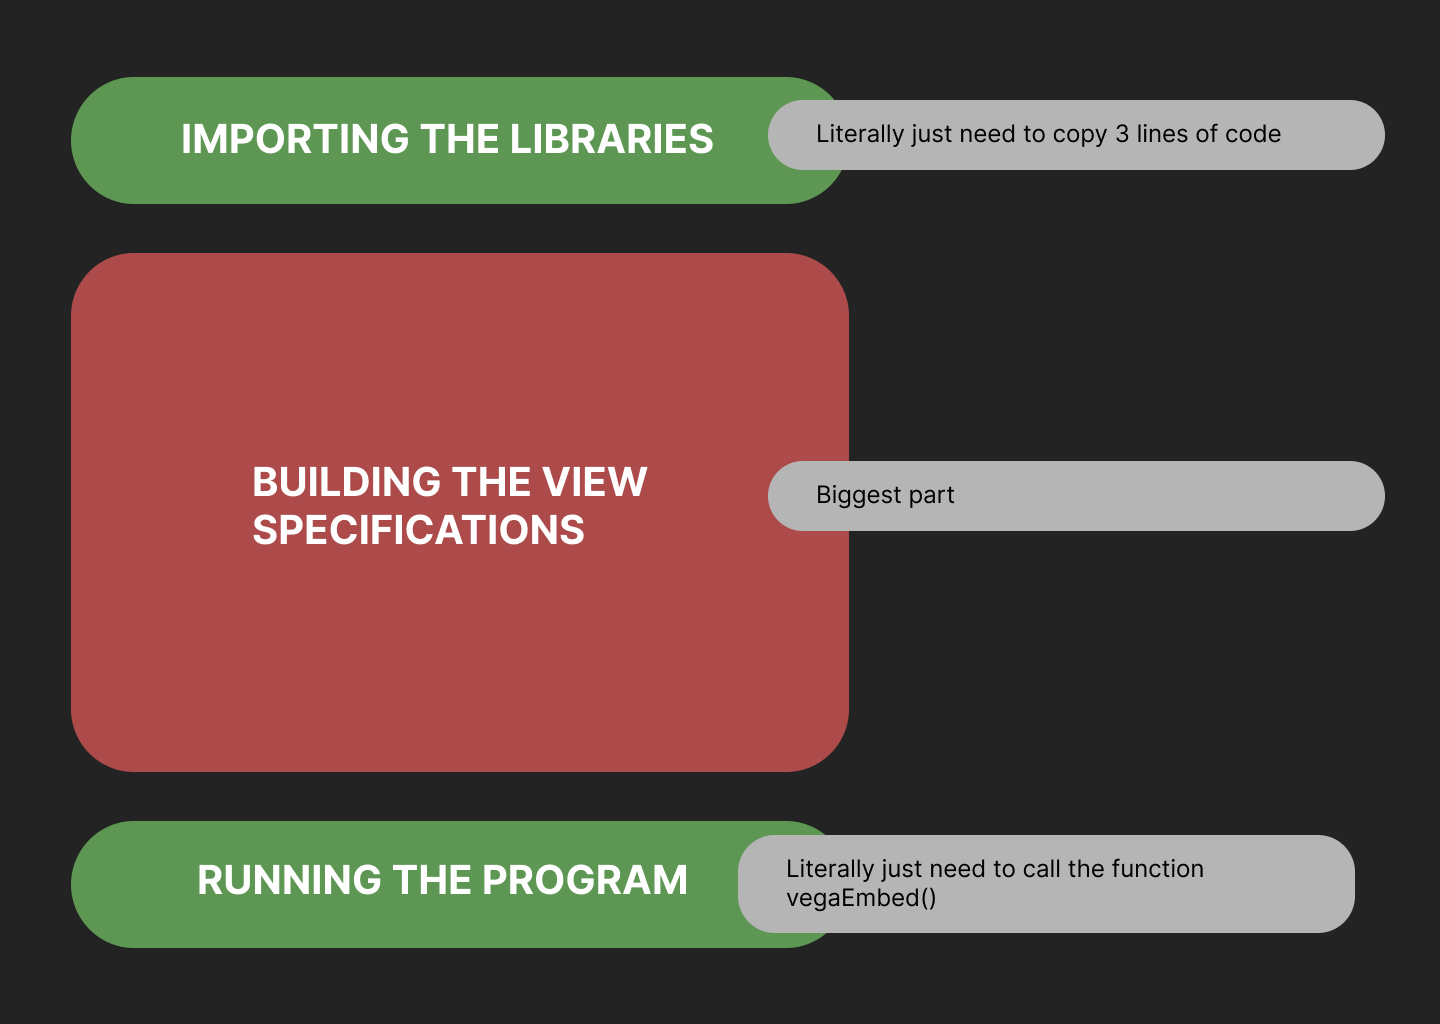 IMPORTING THE LIBRARIES
Literally just need to copy 3 lines of code
BUILDING THE VIEW
SPECIFICATIONS
Biggest part
RUNNING THE PROGRAM
Literally just need to call the function
vegaEmbed()